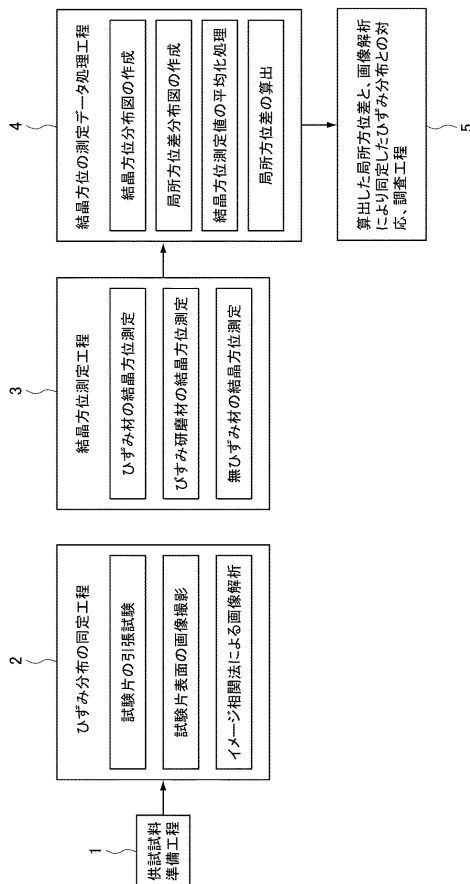 1
供試試料
準備工程
2
ひずみ分布の同定工程
試験片の引張試験
試験片表面の画像撮影
イメージ相関法による画像解析
3
結晶方位測定工程
ひずみ材の結晶方位測定
びすみ研磨材の結晶方位測定
無ひずみ材の結晶方位測定
4
結晶方位の測定データ処理工程
結晶方位分布図の作成
局所方位差分布図の作成
結晶方位測定値の平均化処理
局所方位差の算出
算出した局所方位差と、画像解析
により同定したひずみ分布との対
応、調査工程
5